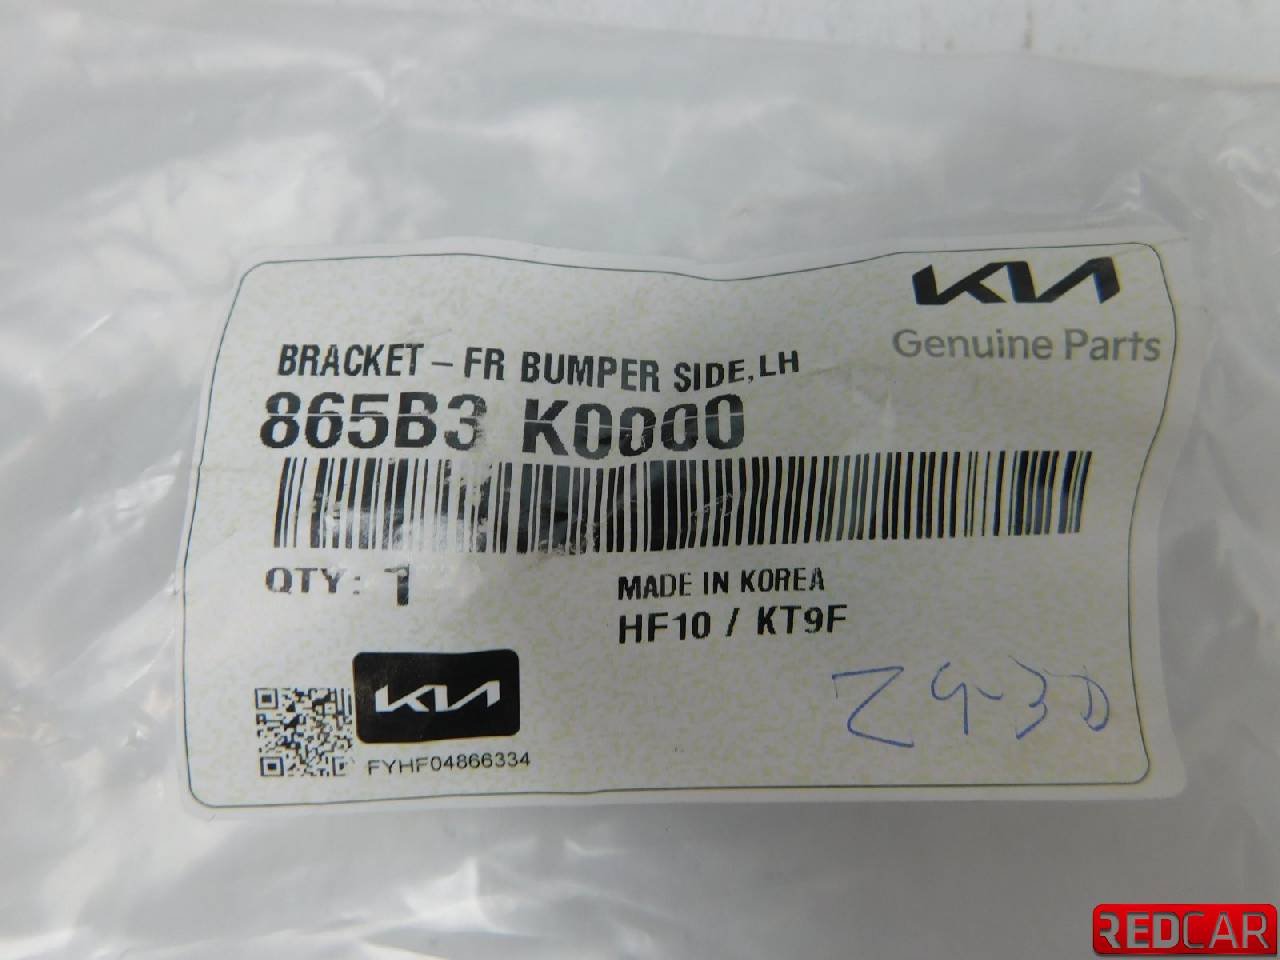 KIA
Genuine Parts
BRACKET - FR BUMPER SIDE, LH
865B3 K0000
QTY: 1
MADE IN KOREA
HF10 / KT9F
KIA
FYHF04866334
REDCAR